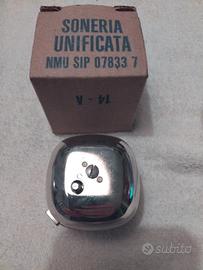 SONERIA
UNIFICATA
NMU SIP 07833 7
14 - A
subito